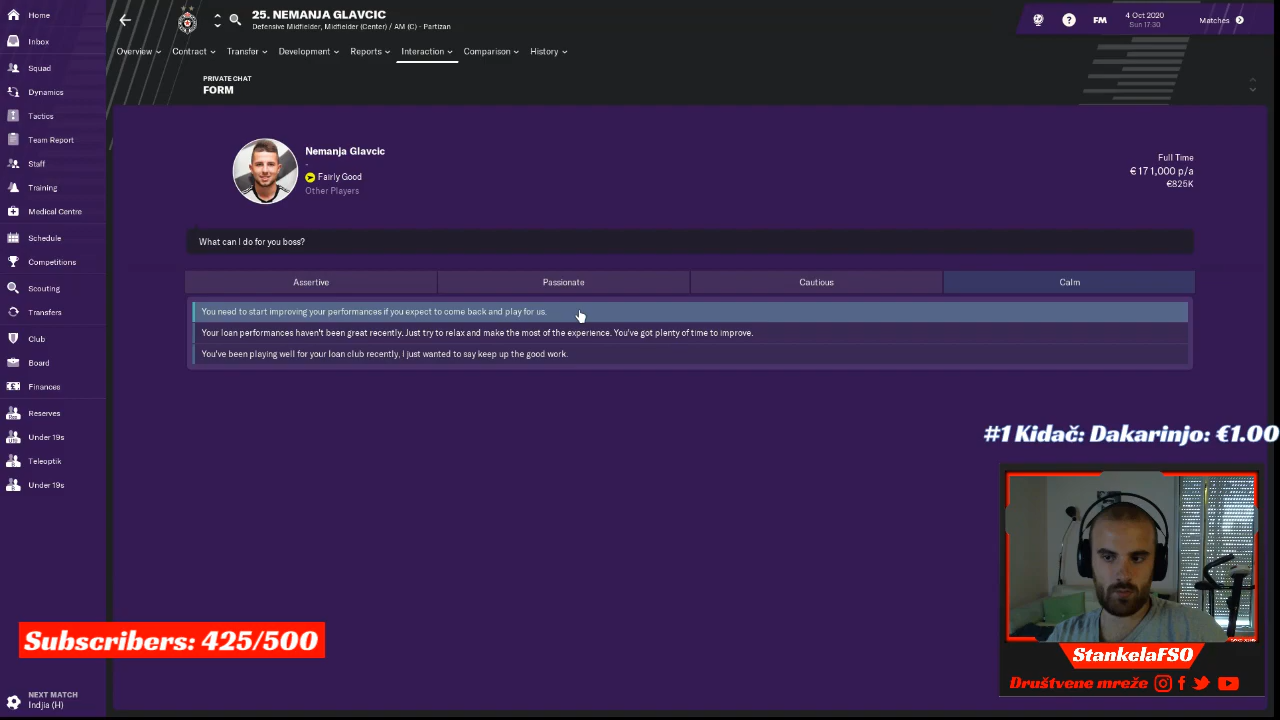 Home
Inbox
Squad
Dynamics
Tactics
Team Report
Staff
Training
Medical Centre
Schedule
Competitions
Scouting
Transfers
Club
Board
Finances
Reserves
Under 19s
Teleoptik
Under 19s
NEXT MATCH
Indjia (H)
25. NEMANJA GLAVCIC
Defensive Midfielder, Midfielder (Center) / AM (C) - Partizan
FM
4 Oct 2020
Sun 17:30
Matches
Overview
Contract
Transfer
Development
Reports
Interaction
Comparison
History
PRIVATE CHAT
FORM
Nemanja Glavcic
-
Fairly Good
Other Players
Full Time
€171,000 p/a
€825K
What can I do for you boss?
Assertive
Passionate
Cautious
Calm
You need to start improving your performances if you expect to come back and play for us.
Your loan performances haven't been great recently. Just try to relax and make the most of the experience. You've got plenty of time to improve.
You've been playing well for your loan club recently, I just wanted to say keep up the good work.
#1 Kidač: Dakarinjo: €1.00
Subscribers: 425/500
StankelaFSO
Društvene mreže